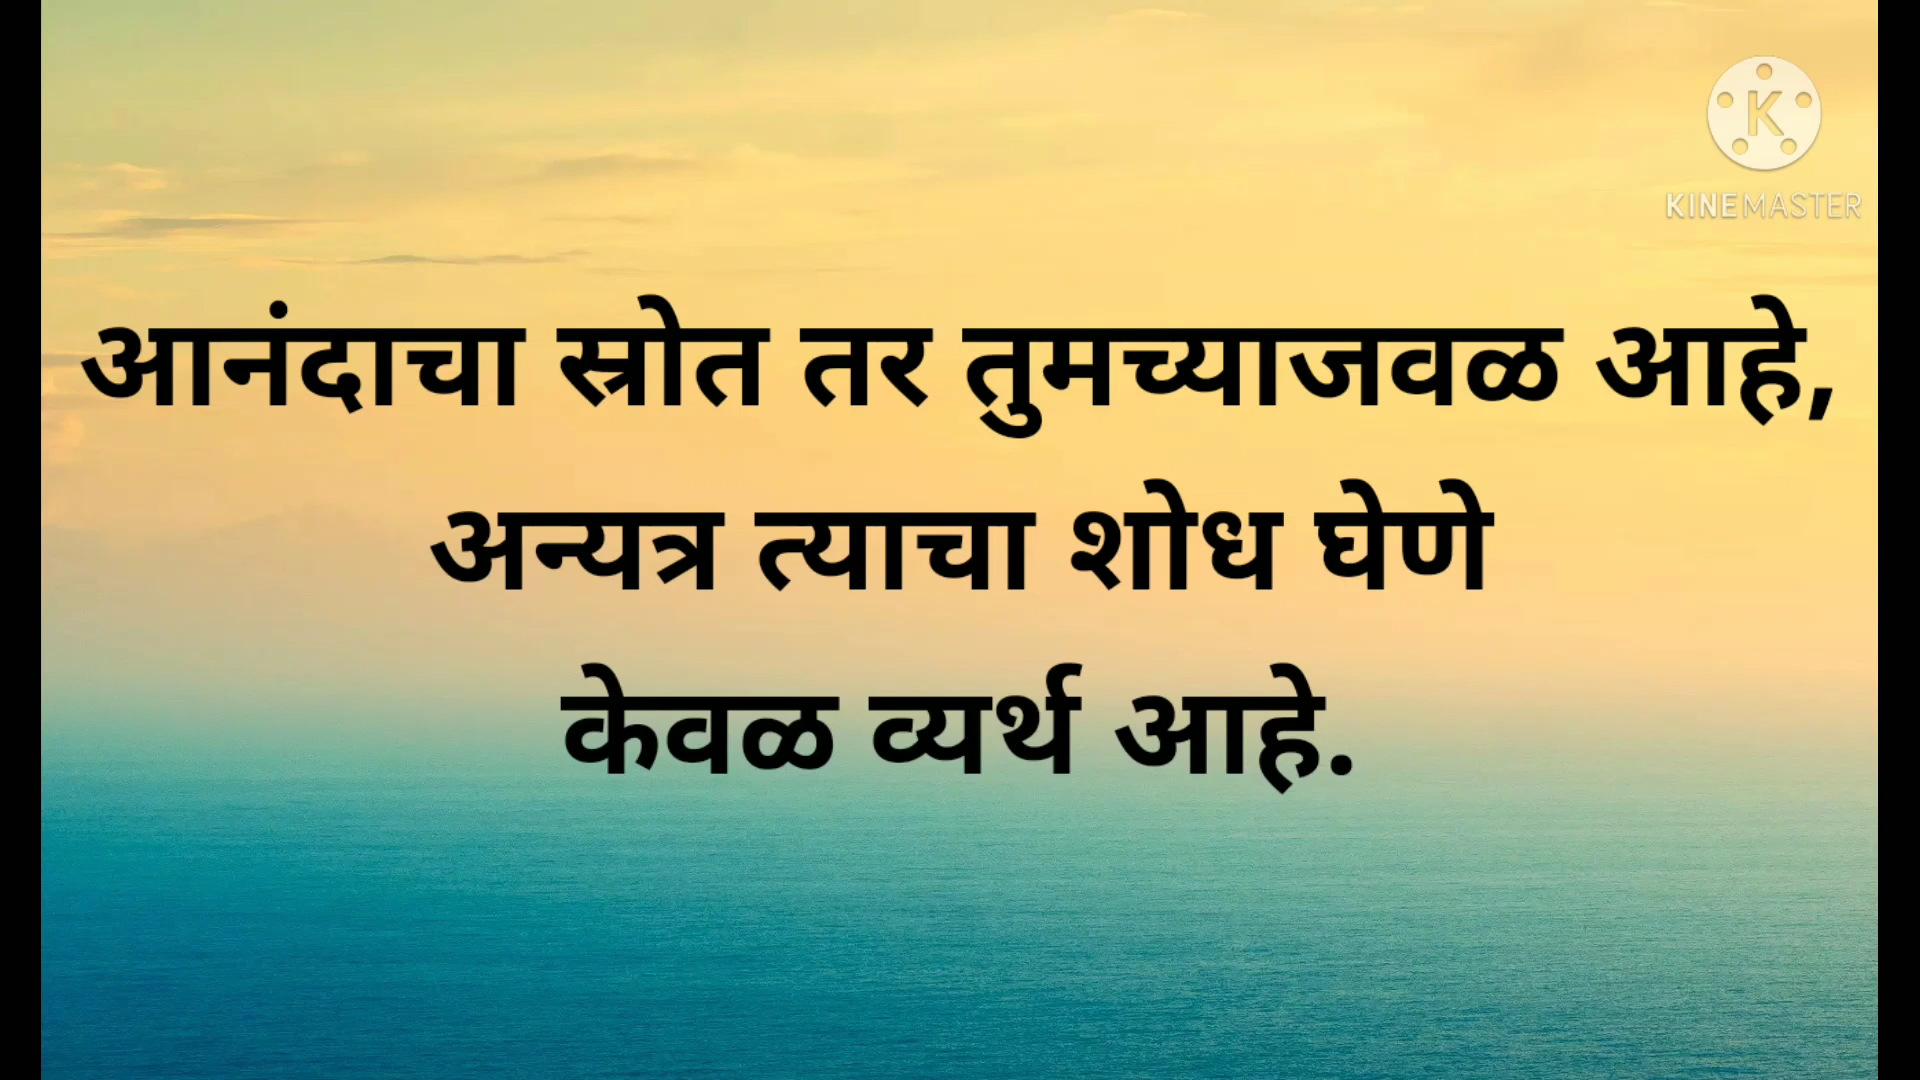 KINEMASTER
आनंदाचा स्रोत तर तुमच्याजवळ आहे,
अन्यत्र त्याचा शोध घेणे
केवळ व्यर्थ आहे.